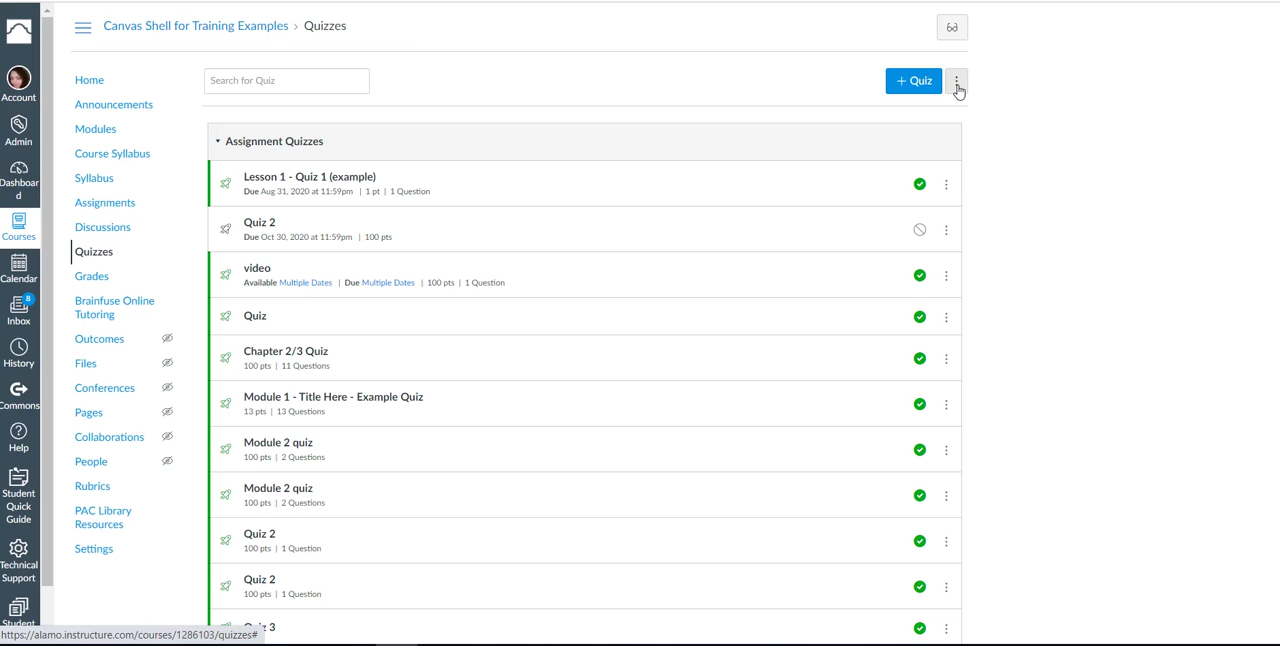 Canvas Shell for Training Examples › Quizzes
Account
Admin
Dashboar
d
Courses
Calendar
8
Inbox
History
Commons
Help
Student
Quick
Guide
Technical
Support
Student
Home
Announcements
Modules
Course Syllabus
Syllabus
Assignments
Discussions
Quizzes
Grades
Brainfuse Online
Tutoring
Outcomes
Files
Conferences
Pages
Collaborations
People
Rubrics
PAC Library
Resources
Settings
Search for Quiz
+ Quiz
Assignment Quizzes
Lesson 1 - Quiz 1 (example)
Due Aug 31, 2020 at 11:59pm | 1 pt | 1 Question
Quiz 2
Due Oct 30, 2020 at 11:59pm | 100 pts
video
Available Multiple Dates | Due Multiple Dates | 100 pts | 1 Question
Quiz
Chapter 2/3 Quiz
100 pts | 11 Questions
Module 1 - Title Here - Example Quiz
13 pts | 13 Questions
Module 2 quiz
100 pts | 2 Questions
Module 2 quiz
100 pts | 2 Questions
Quiz 2
100 pts | 1 Question
Quiz 2
100 pts | 1 Question
3
https://alamo.instructure.com/courses/1286103/quizzes#